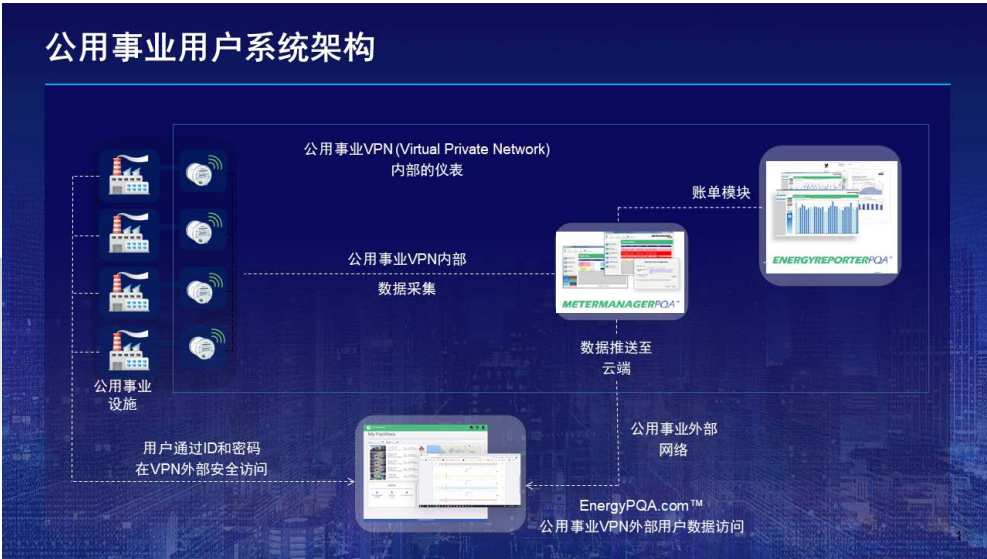 公用事业用户系统架构
公用事业VPN (Virtual Private Network)
内部的仪表
账单模块
ENERGYREPORTERPQA™
公用事业VPN内部
数据采集
METERMANAGERPQA™
数据推送至
云端
公用事业
设施
公用事业外部
网络
用户通过ID和密码
在VPN外部安全访问
My Facilities
EnergyPQA.com™
公用事业VPN外部用户数据访问
1